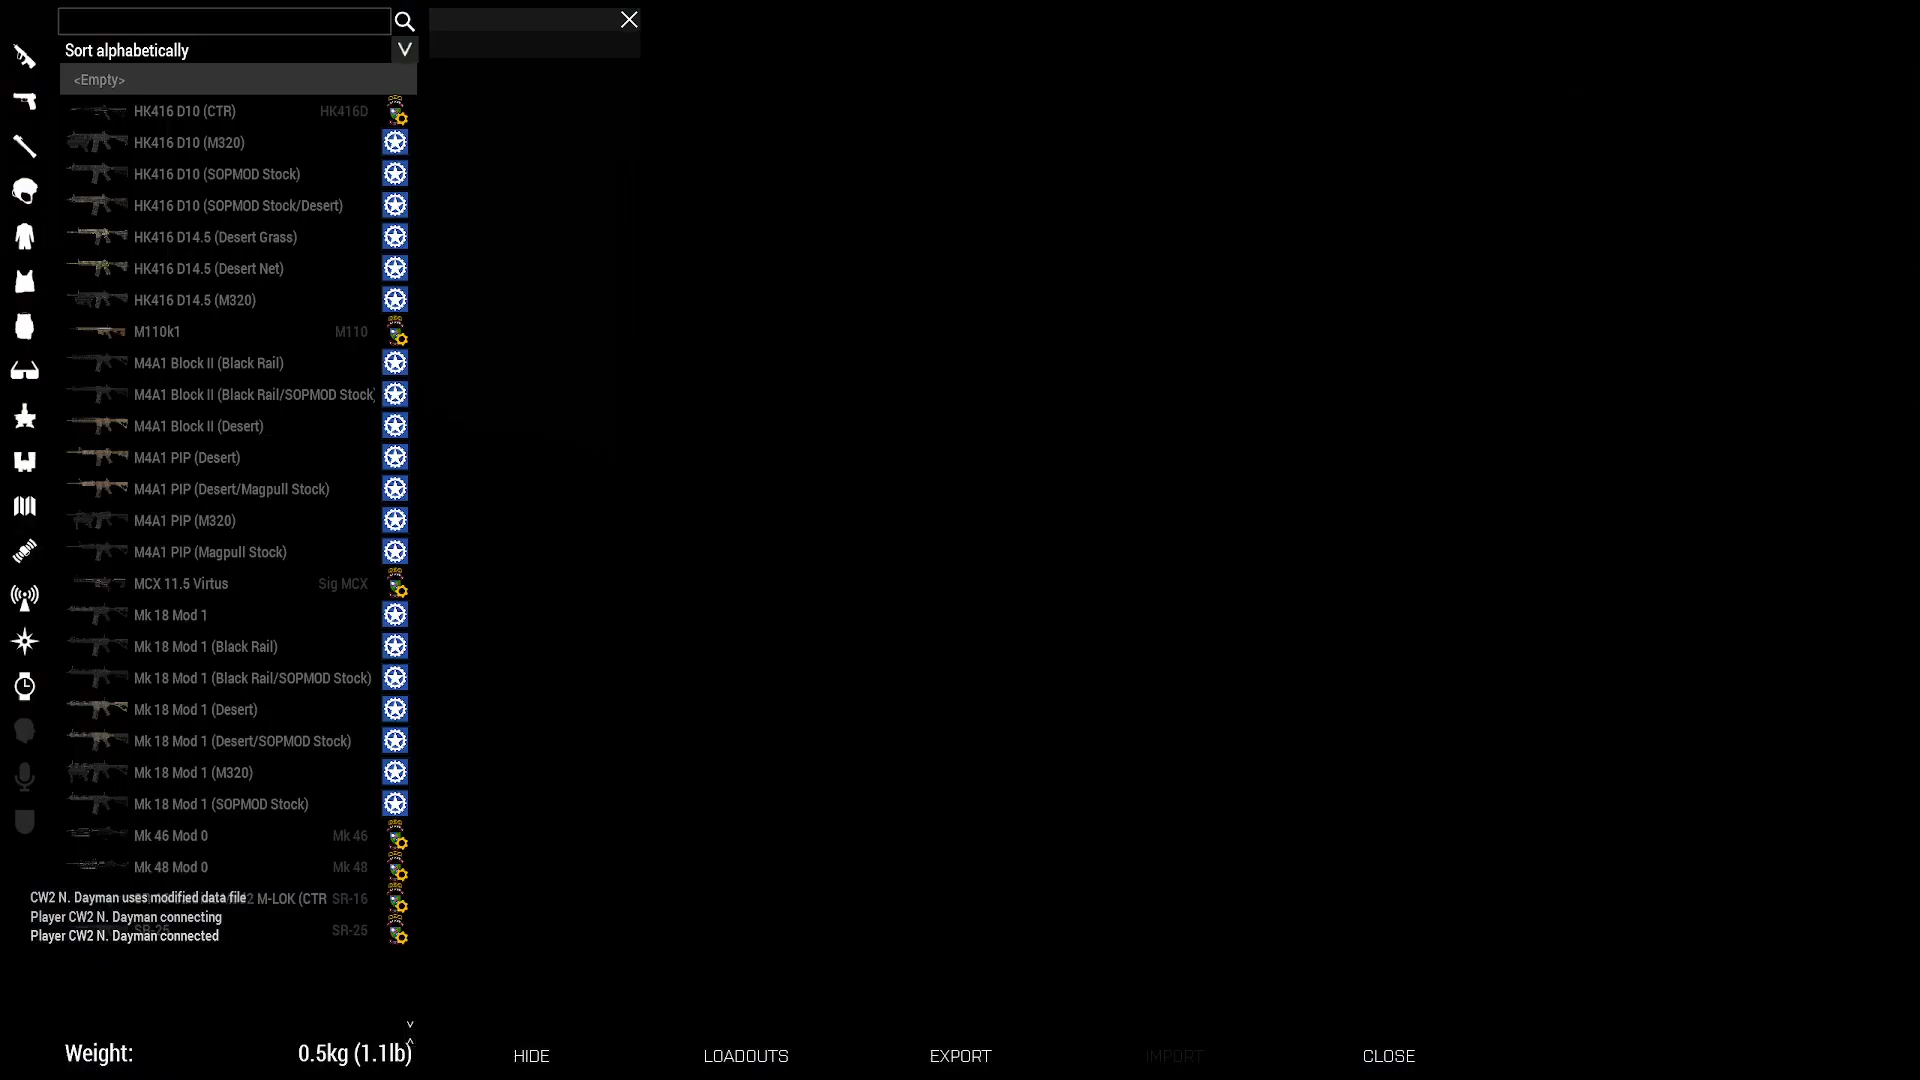 Sort alphabetically
V
<Empty>
HK416 D10 (CTR) HK416D
HK416 D10 (M320)
HK416 D10 (SOPMOD Stock)
HK416 D10 (SOPMOD Stock/Desert)
HK416 D14.5 (Desert Grass)
HK416 D14.5 (Desert Net)
HK416 D14.5 (M320)
M110k1 M110
M4A1 Block II (Black Rail)
M4A1 Block II (Black Rail/SOPMOD Stock)
M4A1 Block II (Desert)
M4A1 PIP (Desert)
M4A1 PIP (Desert/Magpull Stock)
M4A1 PIP (M320)
M4A1 PIP (Magpull Stock)
MCX 11.5 Virtus Sig MCX
Mk 18 Mod 1
Mk 18 Mod 1 (Black Rail)
Mk 18 Mod 1 (Black Rail/SOPMOD Stock)
Mk 18 Mod 1 (Desert)
Mk 18 Mod 1 (Desert/SOPMOD Stock)
Mk 18 Mod 1 (M320)
Mk 18 Mod 1 (SOPMOD Stock)
Mk 46 Mod 0 Mk 46
Mk 48 Mod 0 Mk 48
M-LOK (CTR SR-16
CW2 N. Dayman uses modified data file
Player CW2 N. Dayman connecting
SR-25 SR-25
Player CW2 N. Dayman connected
Weight: 0.5kg (1.1lb)
HIDE
LOADOUTS
EXPORT
IMPORT
CLOSE